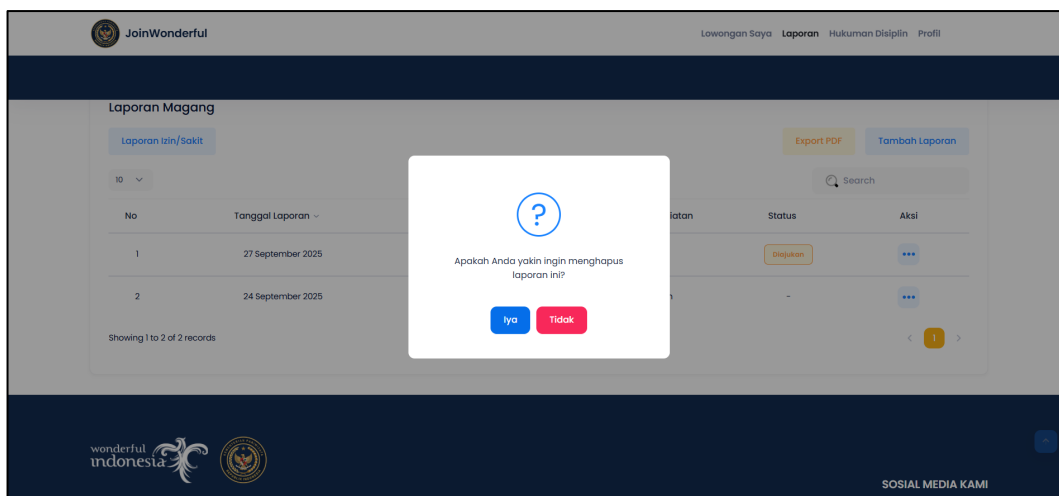 JoinWonderful
Lowongan Saya Laporan Hukuman Disiplin Profil
Laporan Magang
Laporan Izin/Sakit
Export PDF
Tambah Laporan
10
Search
No Tanggal Laporan iatan Status Aksi
1 27 September 2025 Diajukan
2 24 September 2025 -
Apakah Anda yakin ingin menghapus
laporan ini?
Iya Tidak
Showing 1 to 2 of 2 records
1
wonderful
indonesia
SOSIAL MEDIA KAMI